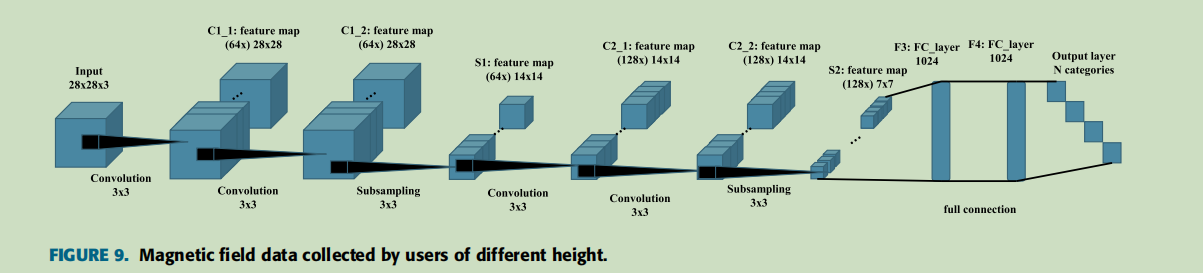 Input
28x28x3
C1_1: feature map
(64x) 28x28
C1_2: feature map
(64x) 28x28
S1: feature map
(64x) 14x14
C2_1: feature map
(128x) 14x14
C2_2: feature map
(128x) 14x14
S2: feature map
(128x) 7x7
F3: FC_layer
1024
F4: FC_layer
1024
Output layer
N categories
Convolution
3x3
Convolution
3x3
Subsampling
3x3
Convolution
3x3
Convolution
3x3
Subsampling
3x3
full connection
FIGURE 9. Magnetic field data collected by users of different height.